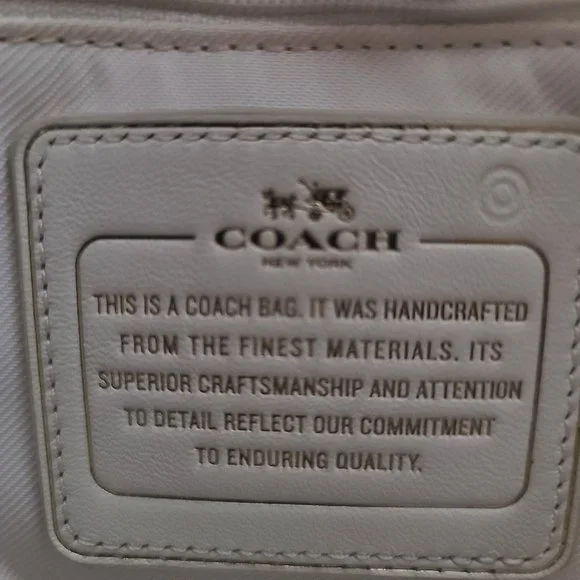 COACH
NEW YORK
THIS IS A COACH BAG. IT WAS HANDCRAFTED
FROM THE FINEST MATERIALS. ITS
SUPERIOR CRAFTSMANSHIP AND ATTENTION
TO DETAIL REFLECT OUR COMMITMENT
TO ENDURING QUALITY.